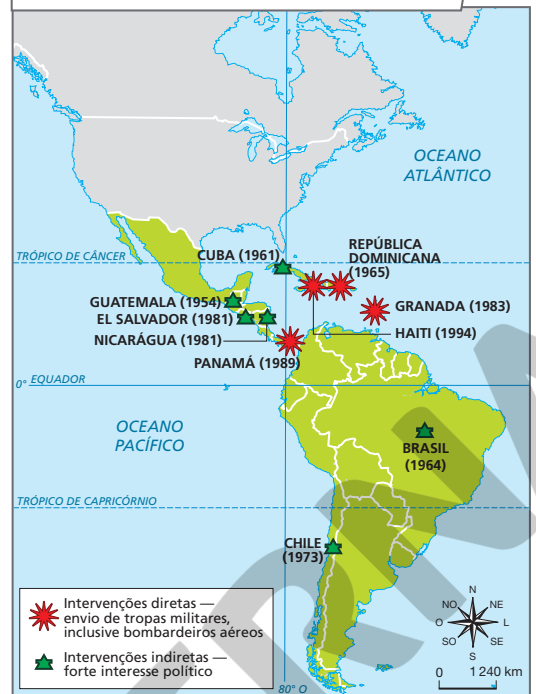 OCEANO
ATLÂNTICO
TRÓPICO DE CÂNCER
CUBA (1961)
REPÚBLICA
DOMINICANA
(1965)
GUATEMALA (1954)
EL SALVADOR (1981)
GRANADA (1983)
NICARÁGUA (1981)
HAITI (1994)
PANAMÁ (1989)
0° EQUADOR
OCEANO
PACÍFICO
BRASIL
(1964)
TRÓPICO DE CAPRICÓRNIO
CHILE
(1973)
Intervenções diretas —
envio de tropas militares,
inclusive bombardeiros aéreos
Intervenções indiretas —
forte interesse político
N
NO
NE
O
L
SO
SE
S
0
1 240 km
80° O